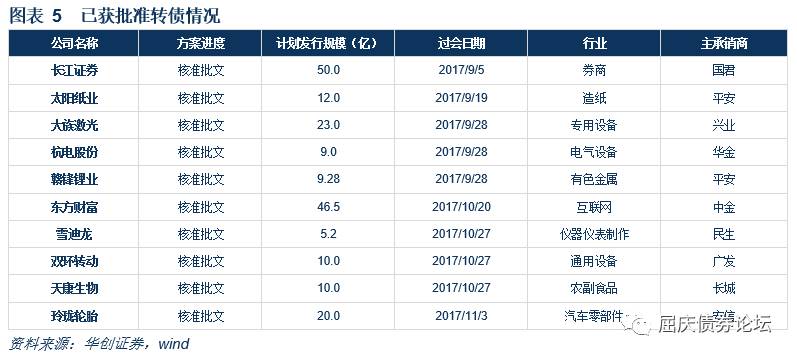 图表 5 已获批准转债情况
公司名称 方案进度 计划发行规模（亿） 过会日期 行业 主承销商
长江证券 核准批文 50.0 2017/9/5 券商 国君
太阳纸业 核准批文 12.0 2017/9/19 造纸 平安
大族激光 核准批文 23.0 2017/9/28 专用设备 兴业
杭电股份 核准批文 9.0 2017/9/28 电气设备 华金
赣锋锂业 核准批文 9.28 2017/9/28 有色金属 平安
东方财富 核准批文 46.5 2017/10/20 互联网 中金
雪迪龙 核准批文 5.2 2017/10/27 仪器仪表制作 民生
双环转动 核准批文 10.0 2017/10/27 通用设备 广发
天康生物 核准批文 10.0 2017/10/27 农副食品 长城
玲珑轮胎 核准批文 20.0 2017/11/3 汽车零部件 安信
屈庆债券论坛
资料来源：华创证券，wind